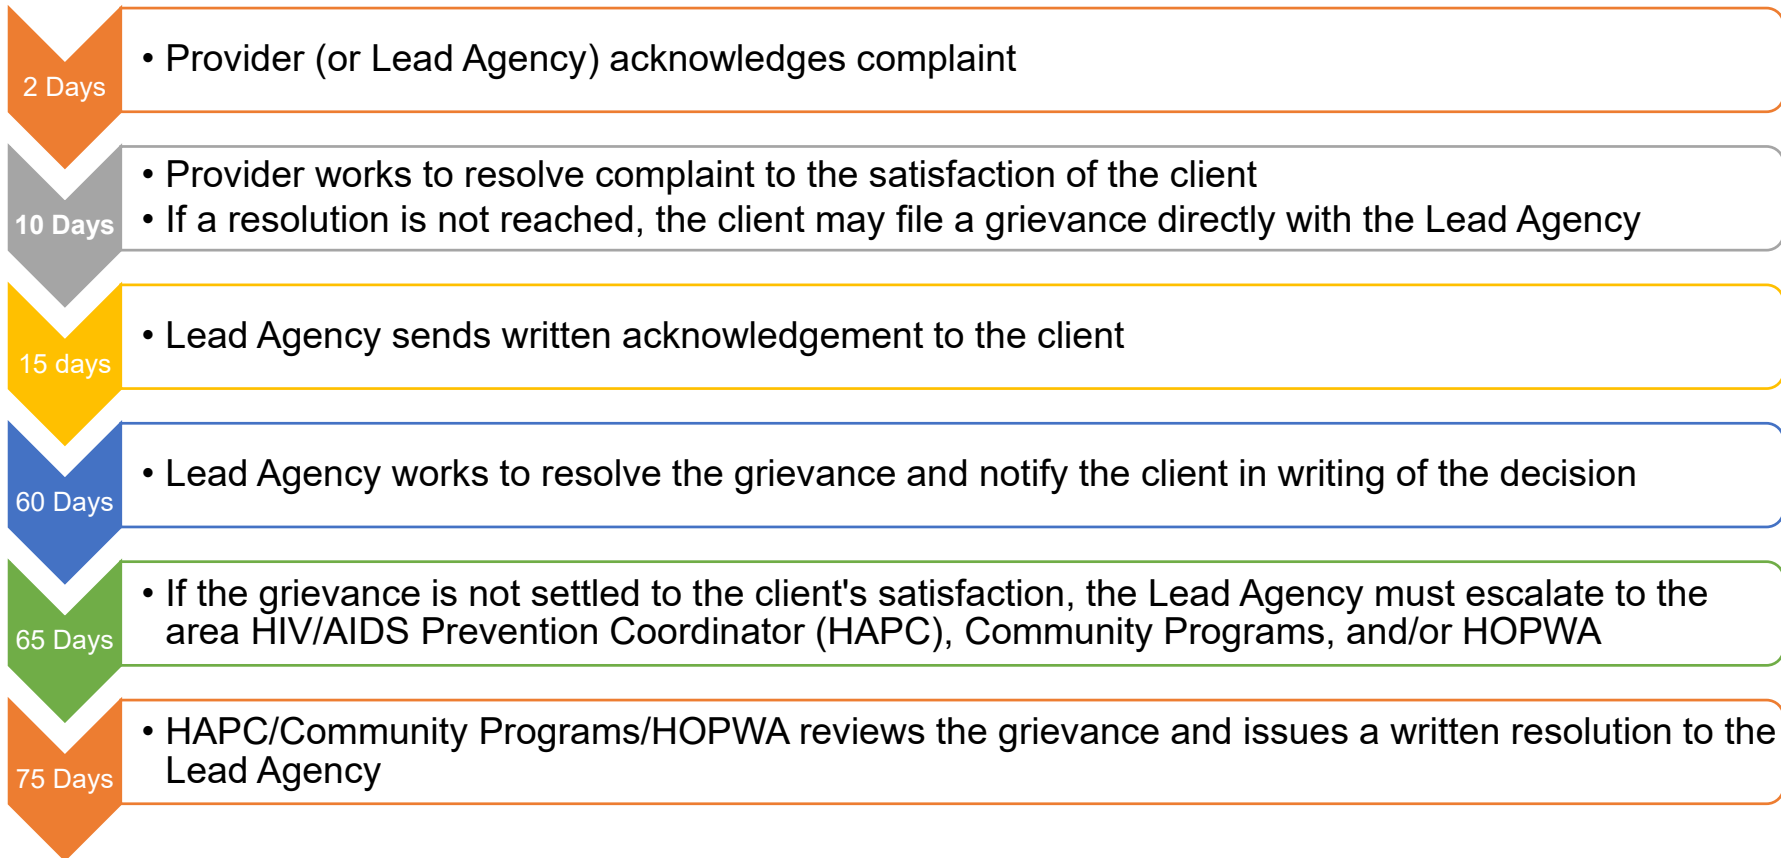 2 Days
• Provider (or Lead Agency) acknowledges complaint
10 Days
• Provider works to resolve complaint to the satisfaction of the client
• If a resolution is not reached, the client may file a grievance directly with the Lead Agency
15 days
• Lead Agency sends written acknowledgement to the client
60 Days
• Lead Agency works to resolve the grievance and notify the client in writing of the decision
65 Days
• If the grievance is not settled to the client's satisfaction, the Lead Agency must escalate to the
area HIV/AIDS Prevention Coordinator (HAPC), Community Programs, and/or HOPWA
75 Days
• HAPC/Community Programs/HOPWA reviews the grievance and issues a written resolution to the
Lead Agency